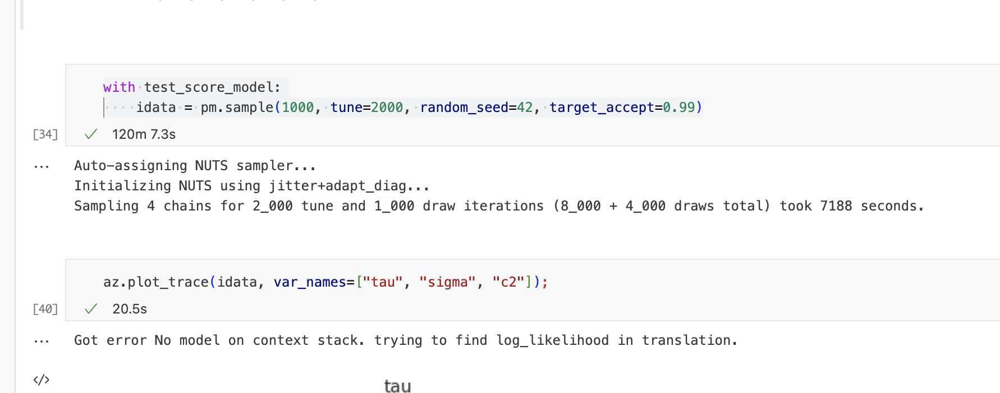 with test_score_model:
    idata = pm.sample(1000, tune=2000, random_seed=42, target_accept=0.99)
[34] 120m 7.3s
... Auto-assigning NUTS sampler...
Initializing NUTS using jitter+adapt_diag...
Sampling 4 chains for 2_000 tune and 1_000 draw iterations (8_000 + 4_000 draws total) took 7188 seconds.
az.plot_trace(idata, var_names=["tau", "sigma", "c2"]);
[40] 20.5s
... Got error No model on context stack. trying to find log_likelihood in translation.
</>
tau